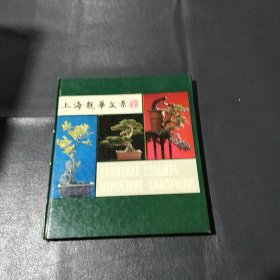 上海龍華盆景
SHANGHAI LONGHUA
MINIATURE GARDENING